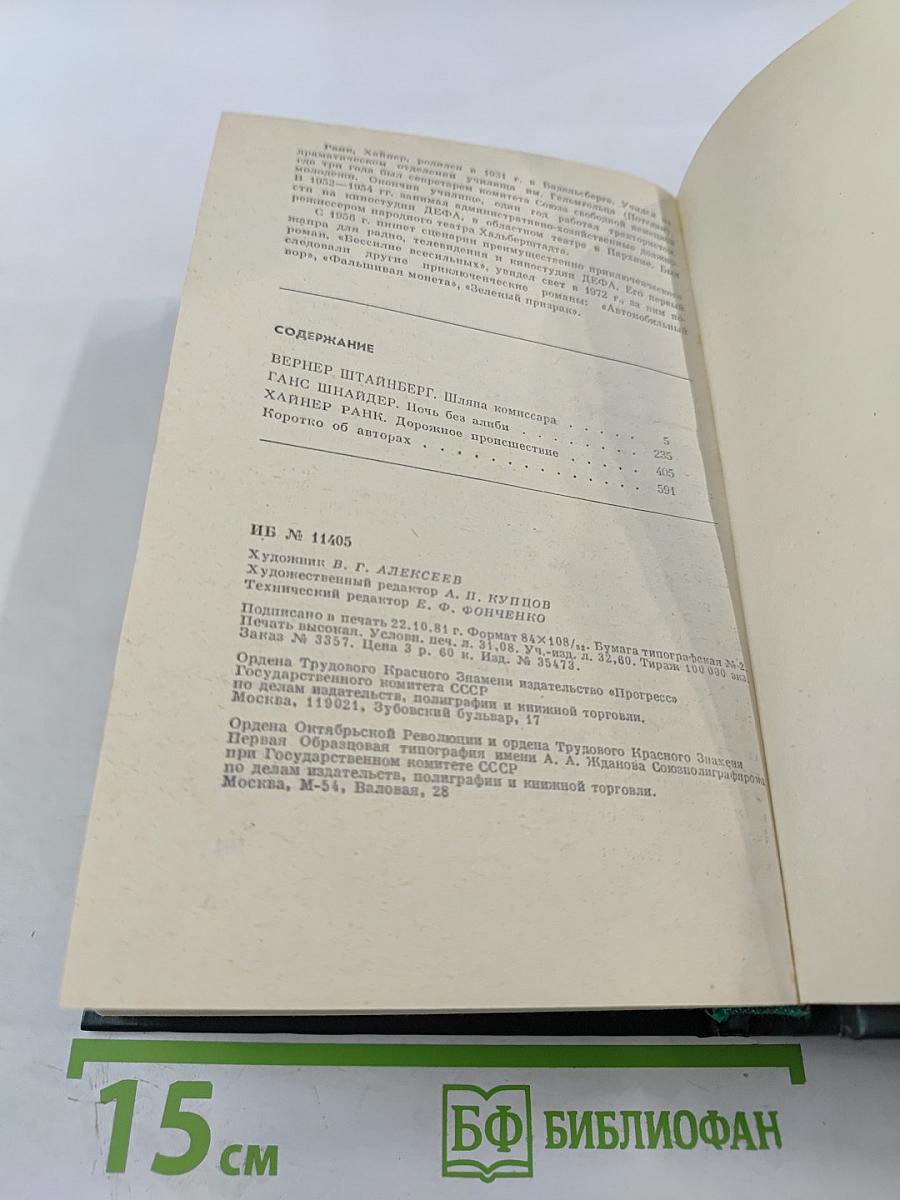 Ранк, Хайнер, родился в 1931 г. в Бабельсберге. Учился на
драматическом отделении училища им. Гельмгольца (Потсдам),
где три года был секретарем комитета Союза свободной немецкой
молодежи. Окончив училище, один год работал трактористом.
В 1952—1954 гг. занимал административно-хозяйственные должно-
сти на киностудии ДЕФА, в областном театре в Пархиме. Был
режиссером народного театра Хальберштадта.
С 1956 г. пишет сценарии преимущественно приключенческого
жанра для радио, телевидения и киностудии ДЕФА. Его первый
роман, «Бессилие всесильных», увидел свет в 1972 г., за ним по-
следовали другие приключенческие романы: «Автомобильный
вор», «Фальшивая монета», «Зеленый призрак».
СОДЕРЖАНИЕ
ВЕРНЕР ШТАЙНБЕРГ. Шляпа комиссара . . . . . 5
ГАНС ШНАЙДЕР. Ночь без алиби . . . . . . . 235
ХАЙНЕР РАНК. Дорожное происшествие . . . . . 405
Коротко об авторах . . . . . . . . . . . . 591
ИБ № 11405
Художник В. Г. АЛЕКСЕЕВ
Художественный редактор А. П. КУПЦОВ
Технический редактор Е. Ф. ФОНЧЕНКО
Подписано в печать 22.10.81 г. Формат 84×108/32. Бумага типографская №2.
Печать высокая. Условн. печ. л. 31,08. Уч.-изд. л. 32,60. Тираж 100 000 экз.
Заказ № 3357. Цена 3 р. 60 к. Изд. № 35473.
Ордена Трудового Красного Знамени издательство «Прогресс»
Государственного комитета СССР
по делам издательств, полиграфии и книжной торговли.
Москва, 119021, Зубовский бульвар, 17
Ордена Октябрьской Революции и ордена Трудового Красного Знамени
Первая Образцовая типография имени А. А. Жданова Союзполиграфпрома
при Государственном комитете СССР
по делам издательств, полиграфии и книжной торговли.
Москва, М-54, Валовая, 28
15 см
БФ БИБЛИОФАН